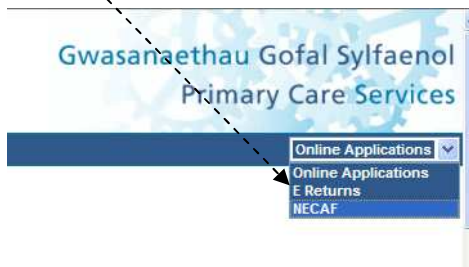 Gwasanaethau Gofal Sylfaenol
Primary Care Services
Online Applications
Online Applications
E Returns
NECAF